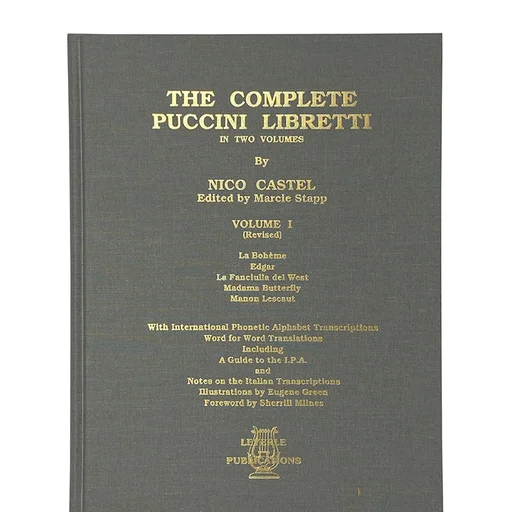 THE COMPLETE
PUCCINI LIBRETTI
IN TWO VOLUMES
By
NICO CASTEL
Edited by Marcie Stapp
VOLUME I
(Revised)
La Bohème
Edgar
La Fanciulla del West
Madama Butterfly
Manon Lescaut
With International Phonetic Alphabet Transcriptions
Word for Word Translations
Including
A Guide to the I.P.A.
and
Notes on the Italian Transcriptions
Illustrations by Eugene Green
Foreword by Sherrill Milnes
LEYERLE
PUBLICATIONS